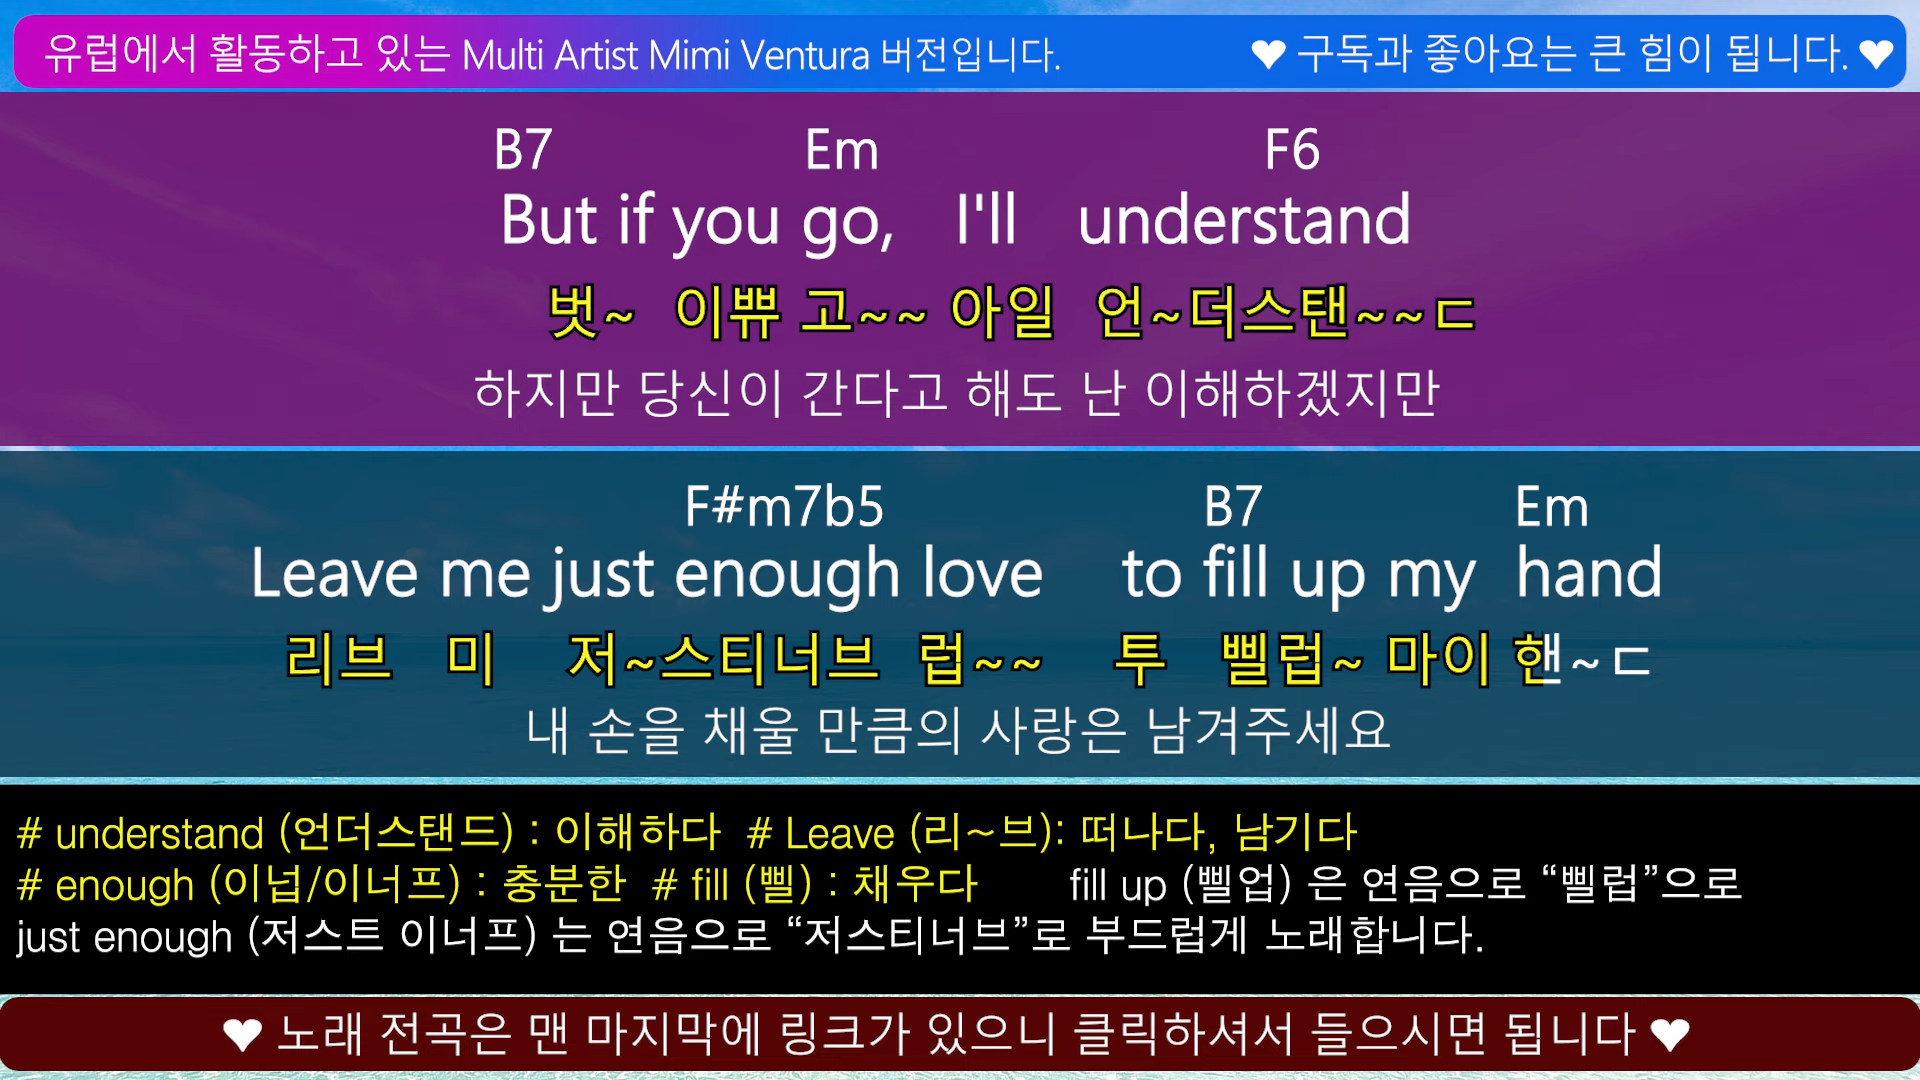 유럽에서 활동하고 있는 Multi Artist Mimi Ventura 버전입니다. ♥ 구독과 좋아요는 큰 힘이 됩니다. ♥
B7 Em F6
But if you go, I'll understand
벗~ 이쀼 고~~ 아일 언~더스탠~~ㄷ
하지만 당신이 간다고 해도 난 이해하겠지만
F#m7b5 B7 Em
Leave me just enough love to fill up my hand
리브 미 저~스티너브 럽~~ 투 삘럽~ 마이 핸~ㄷ
내 손을 채울 만큼의 사랑은 남겨주세요
# understand (언더스탠드) : 이해하다 # Leave (리~브): 떠나다, 남기다
# enough (이넙/이너프) : 충분한 # fill (삘) : 채우다 fill up (삘업) 은 연음으로 “삘럽”으로
just enough (저스트 이너프) 는 연음으로 “저스티너브”로 부드럽게 노래합니다.
♥ 노래 전곡은 맨 마지막에 링크가 있으니 클릭하셔서 들으시면 됩니다 ♥